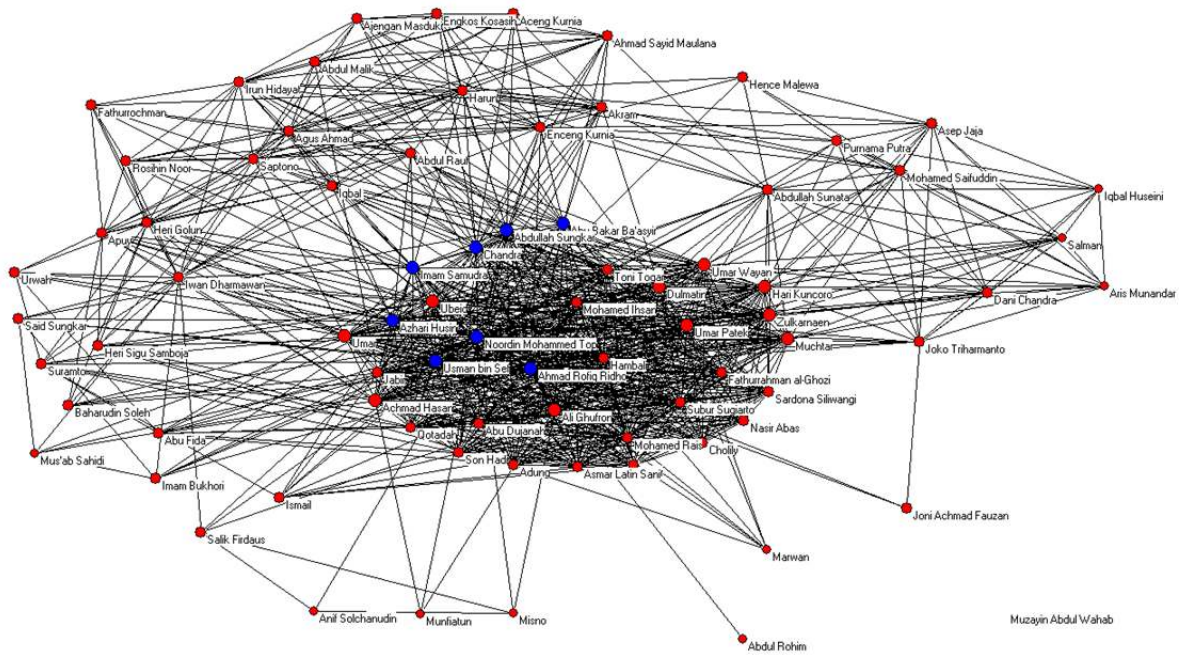 Ajengan Masduki
Engkos Kosasih
Aceng Kurnia
Ahmad Sayid Maulana
Abdul Malik
Irun Hidayat
Harun
Hence Malewa
Fathurrochman
Akram
Enceng Kurnia
Asep Jaja
Agus Ahmad
Purnama Putra
Rosihin Noor
Saptono
Abdul Rauf
Mohamed Saifuddin
Iqbal
Abdullah Sunata
Iqbal Huseini
Heri Golun
Apuy
Abdullah Sungkar
Abu Bakar Ba'asyir
Salman
Chandra
Urwah
Iwan Dharmawan
Imam Samudra
Toni Togar
Umar Wayan
Dulmatin
Hari Kuncoro
Dani Chandra
Aris Munandar
Ubeid
Mohamed Ihsan
Said Sungkar
Azhari Husin
Zulkarnaen
Umar Patek
Heri Sigu Samboja
Umar
Noordin Mohammed Top
Muchtar
Joko Triharmanto
Suramto
Usman bin Sef
Hambali
Ahmad Rofiq Ridho
Jabir
Fathurrahman al-Ghozi
Baharudin Soleh
Achmad Hasan
Sardona Siliwangi
Subur Sugiarto
Ali Ghufron
Abu Fida
Qotadah
Abu Dujanah
Nasir Abas
Mohamed Rais
Cholily
Mus'ab Sahidi
Son Hadi
Adung
Asmar Latin Sani
Imam Bukhori
Ismail
Joni Achmad Fauzan
Salik Firdaus
Marwan
Anif Solchanudin
Munfiatun
Misno
Muzayin Abdul Wahab
Abdul Rohim